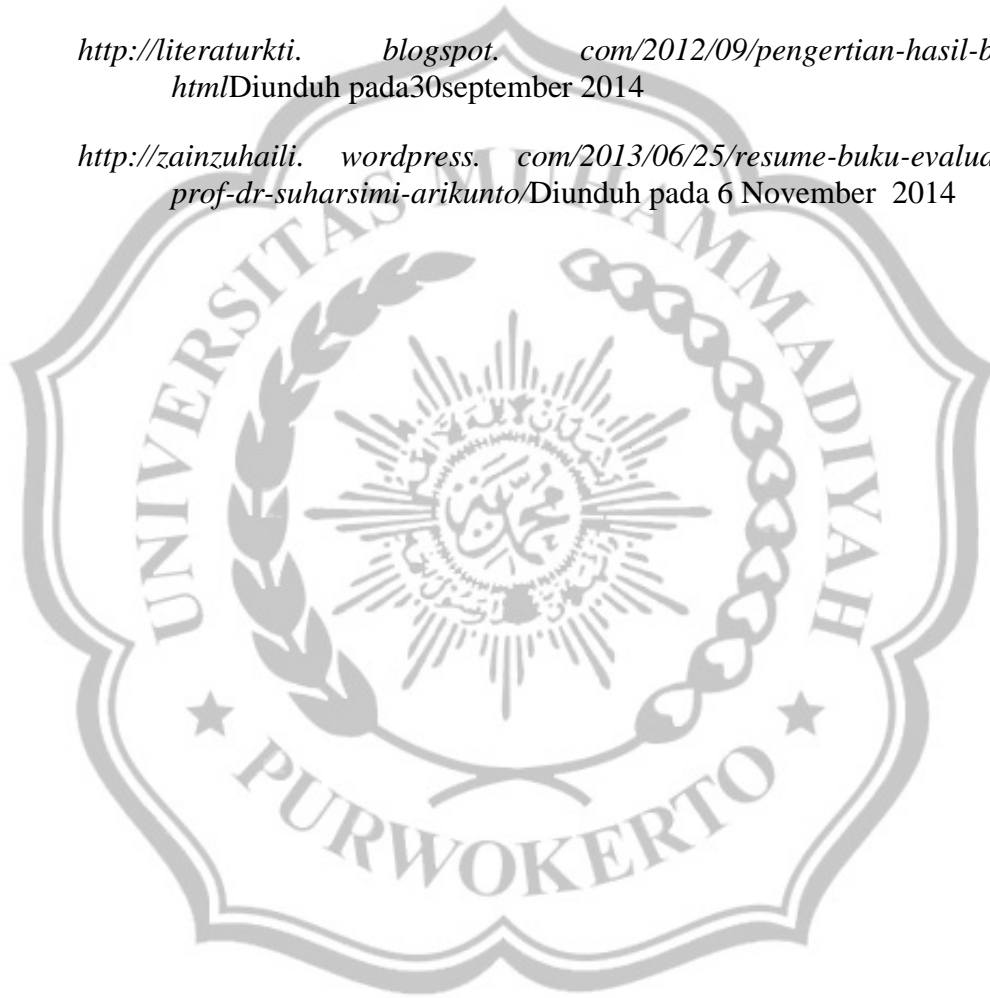 http://literaturkti. blogspot. com/2012/09/pengertian-hasil-b
htmlDiunduh pada30september 2014
http://zainzuhaili. wordpress. com/2013/06/25/resume-buku-evalua
prof-dr-suharsimi-arikunto/Diunduh pada 6 November 2014
UNIVERSITAS MUHAMMADIYAH
PURWOKERTO